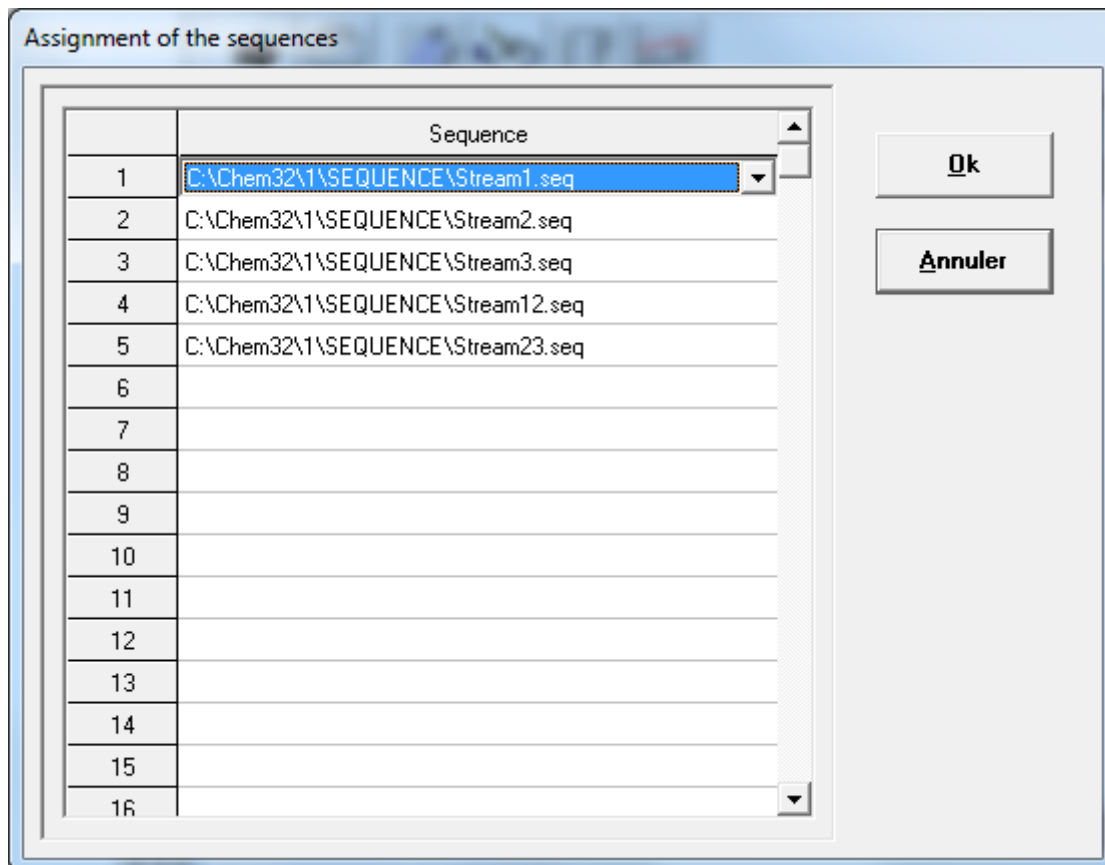 Assignment of the sequences
Sequence
1 C:\Chem32\1\SEQUENCE\Stream1.seq
2 C:\Chem32\1\SEQUENCE\Stream2.seq
3 C:\Chem32\1\SEQUENCE\Stream3.seq
4 C:\Chem32\1\SEQUENCE\Stream12.seq
5 C:\Chem32\1\SEQUENCE\Stream23.seq
6
7
8
9
10
11
12
13
14
15
16
Ok
Annuler